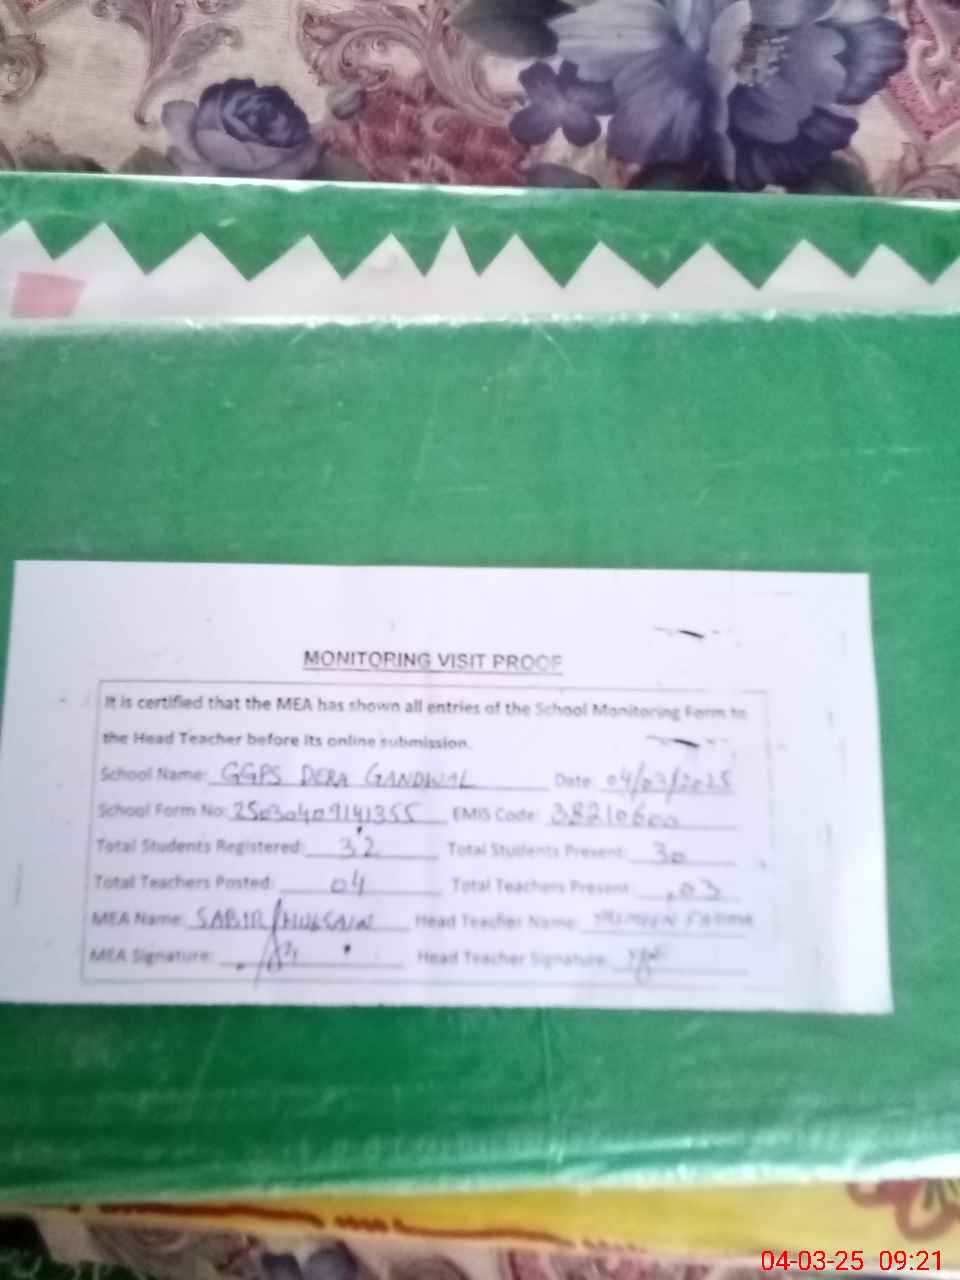 MONITORING VISIT PROOF
It is certified that the MEA has shown all entries of the School Monitoring Form to
the Head Teacher before its online submission.
School Name: GGPS DERA GANDWAL Date: 04/03/2025
School Form No: 25030409141355 EMIS Code: 38210600
Total Students Registered: 32 Total Students Present: 30
Total Teachers Posted: 04 Total Teachers Present: 03
MEA Name: SABIR HUSSAIN Head Teacher Name:
MEA Signature: Head Teacher Signature:
04-03-25 09:21